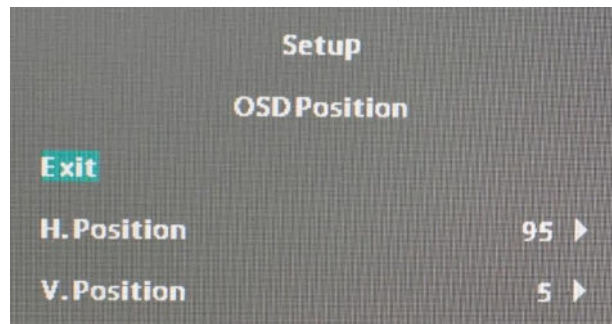 Setup
OSD Position
Exit
H. Position 95
V. Position 5